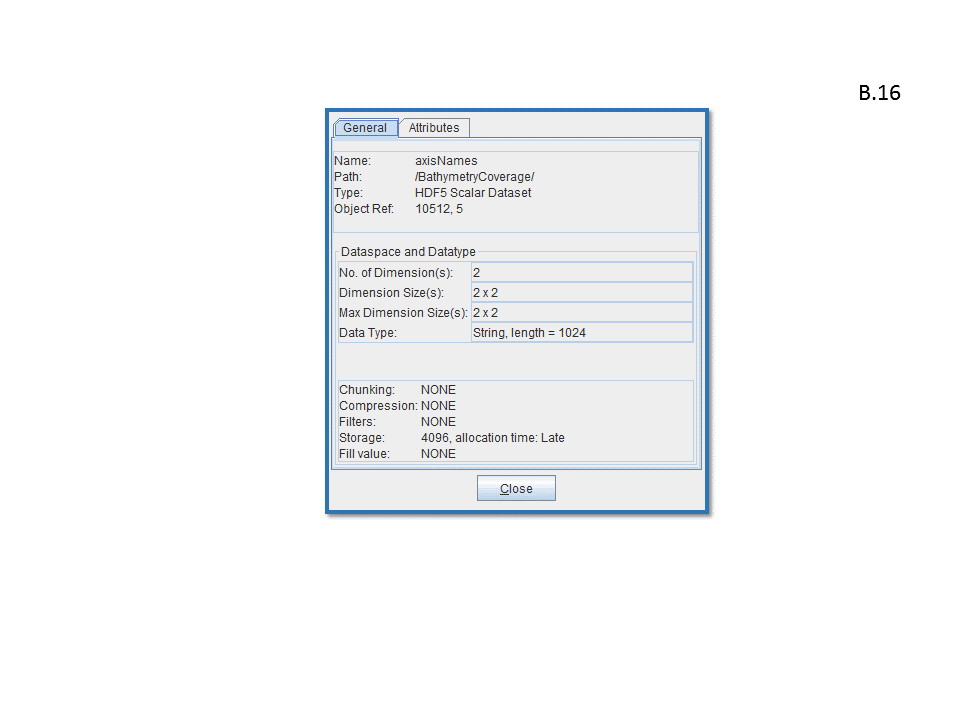 B.16
General Attributes
Name: axisNames
Path: /BathymetryCoverage/
Type: HDF5 Scalar Dataset
Object Ref: 10512, 5
Dataspace and Datatype
No. of Dimension(s): 2
Dimension Size(s): 2 x 2
Max Dimension Size(s): 2 x 2
Data Type: String, length = 1024
Chunking: NONE
Compression: NONE
Filters: NONE
Storage: 4096, allocation time: Late
Fill value: NONE
Close